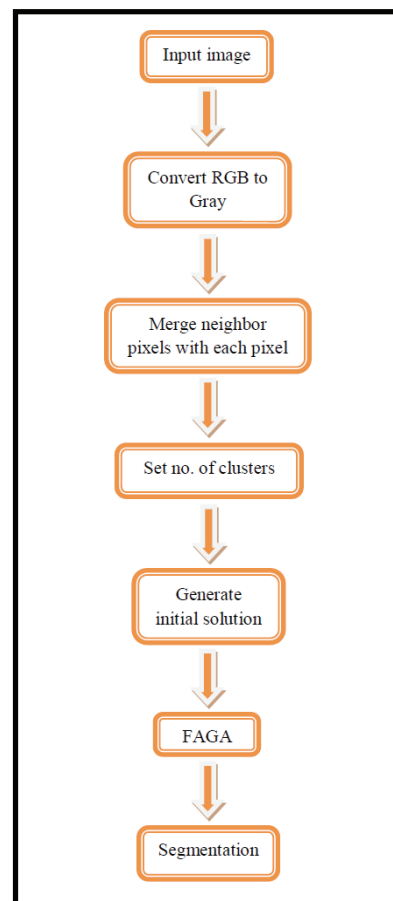 Input image
Convert RGB to
Gray
Merge neighbor
pixels with each pixel
Set no. of clusters
Generate
initial solution
FAGA
Segmentation